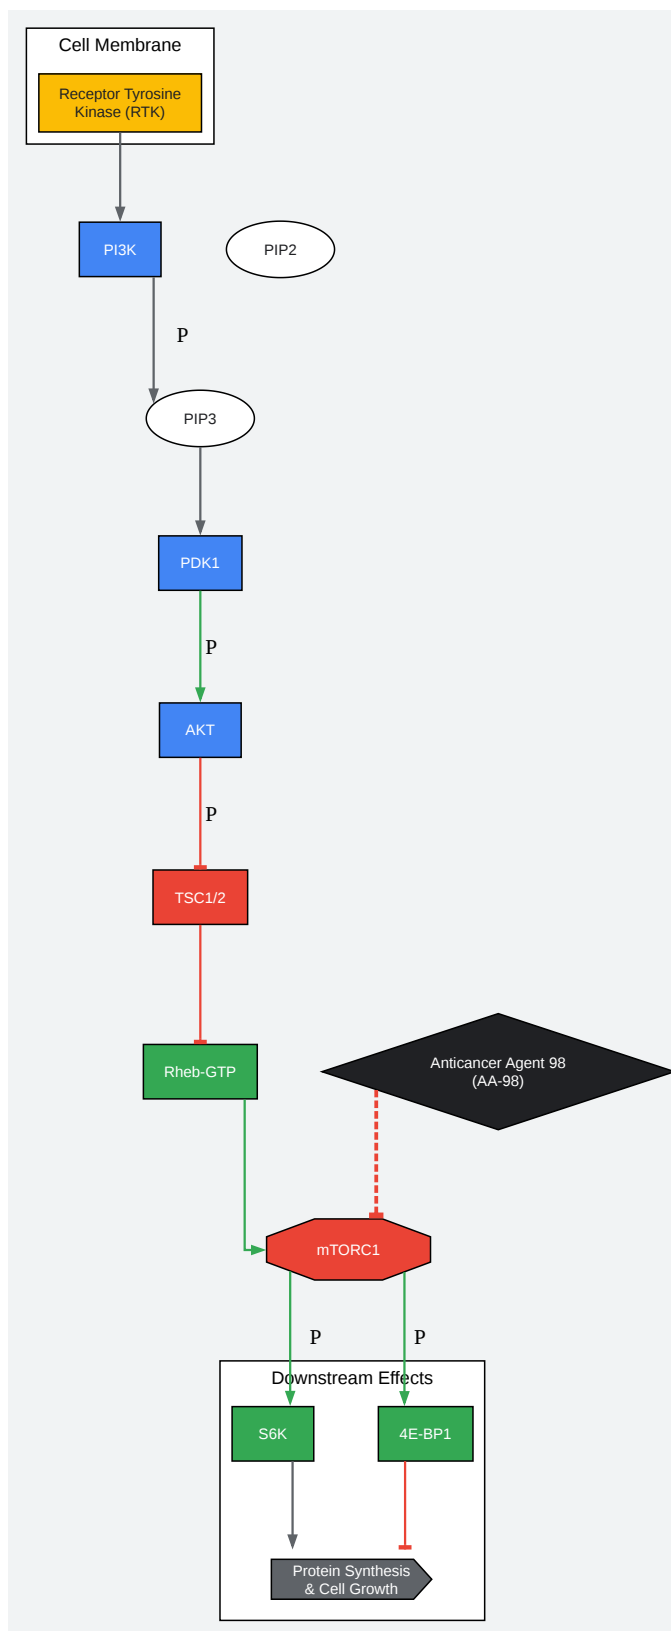 Cell Membrane
Receptor Tyrosine
Kinase (RTK)
PI3K
PIP2
P
PIP3
PDK1
P
AKT
P
TSC1/2
Rheb-GTP
Anticancer Agent 98
(AA-98)
mTORC1
P
P
Downstream Effects
S6K
4E-BP1
Protein Synthesis
& Cell Growth